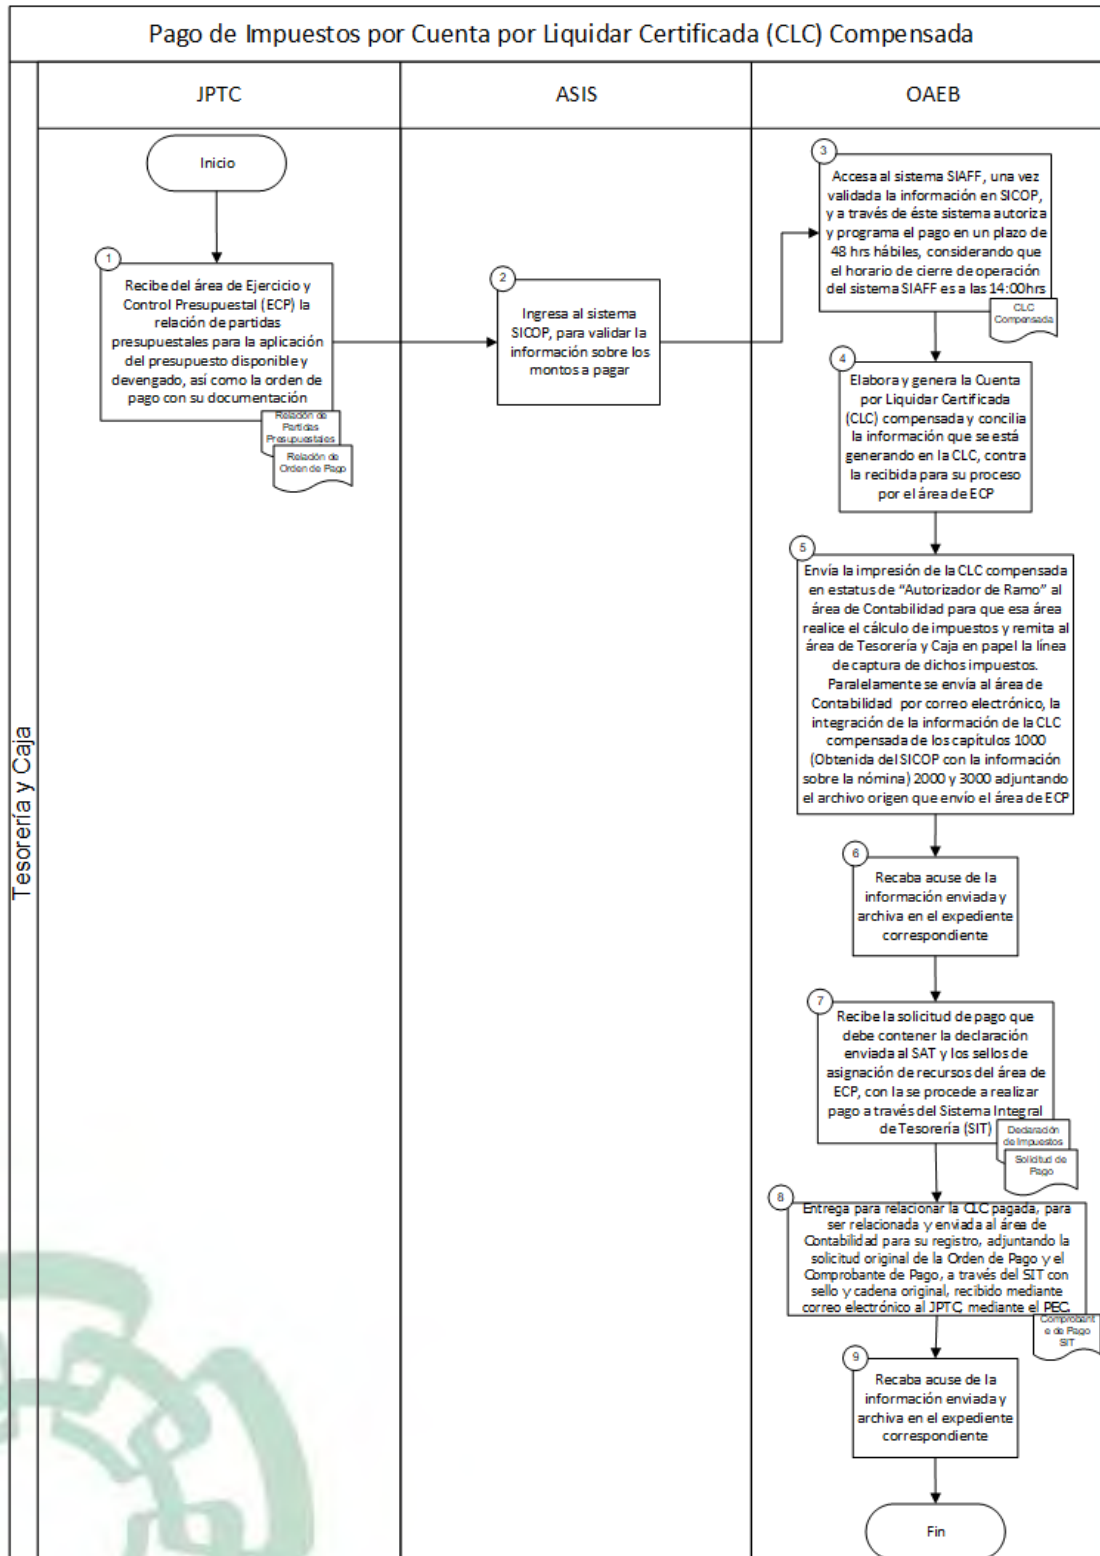 Pago de Impuestos por Cuenta por Liquidar Certificada (CLC) Compensada
JPTC
ASIS
OAEB
Tesorería y Caja
Inicio
1
Recibe del área de Ejercicio y
Control Presupuestal (ECP) la
relación de partidas
presupuestales para la aplicación
del presupuesto disponible y
devengado, así como la orden de
pago con su documentación
Relación de
Partidas
Presupuestales
Relación de
Orden de Pago
2
Ingresa al sistema
SICOP, para validar la
información sobre los
montos a pagar
3
Accesa al sistema SIAFF, una vez
validada la información en SICOP,
y a través de éste sistema autoriza
y programa el pago en un plazo de
48 hrs hábiles, considerando que
el horario de cierre de operación
del sistema SIAFF es a las 14:00hrs
CLC
Compensada
4
Elabora y genera la Cuenta
por Liquidar Certificada
(CLC) compensada y concilia
la información que se está
generando en la CLC, contra
la recibida para su proceso
por el área de ECP
5
Envía la impresión de la CLC compensada
en estatus de “Autorizador de Ramo” al
área de Contabilidad para que esa área
realice el cálculo de impuestos y remita al
área de Tesorería y Caja en papel la línea
de captura de dichos impuestos.
Paralelamente se envía al área de
Contabilidad por correo electrónico, la
integración de la información de la CLC
compensada de los capítulos 1000
(Obtenida del SICOP con la información
sobre la nómina) 2000 y 3000 adjuntando
el archivo origen que envío el área de ECP
6
Recaba acuse de la
información enviada y
archiva en el expediente
correspondiente
7
Recibe la solicitud de pago que
debe contener la declaración
enviada al SAT y los sellos de
asignación de recursos del área de
ECP, con la se procede a realizar
pago a través del Sistema Integral
de Tesorería (SIT)
Declaración
de Impuestos
Solicitud de
Pago
8
Entrega para relacionar la CLC pagada, para
ser relacionada y enviada al área de
Contabilidad para su registro, adjuntando la
solicitud original de la Orden de Pago y el
Comprobante de Pago, a través del SIT con
sello y cadena original, recibido mediante
correo electrónico al JPTC, mediante el PEC.
Comprobant
e de Pago
SIT
9
Recaba acuse de la
información enviada y
archiva en el expediente
correspondiente
Fin